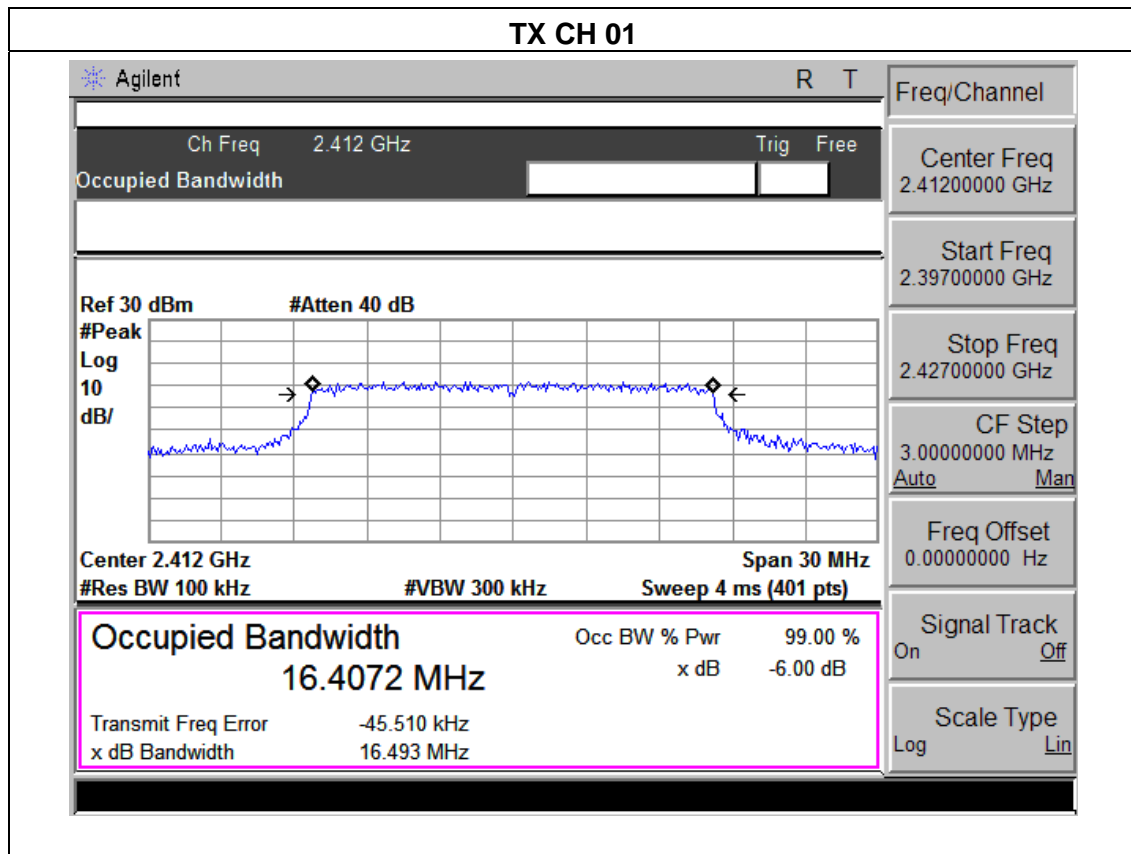 TX CH 01
Agilent R T
Ch Freq 2.412 GHz Trig Free
Occupied Bandwidth
Ref 30 dBm #Atten 40 dB
#Peak
Log
10
dB/
Center 2.412 GHz Span 30 MHz
#Res BW 100 kHz #VBW 300 kHz Sweep 4 ms (401 pts)
Occupied Bandwidth Occ BW % Pwr 99.00 %
16.4072 MHz x dB -6.00 dB
Transmit Freq Error -45.510 kHz
x dB Bandwidth 16.493 MHz
Freq/Channel
Center Freq
2.41200000 GHz
Start Freq
2.39700000 GHz
Stop Freq
2.42700000 GHz
CF Step
3.00000000 MHz
Auto Man
Freq Offset
0.00000000 Hz
Signal Track
On Off
Scale Type
Log Lin